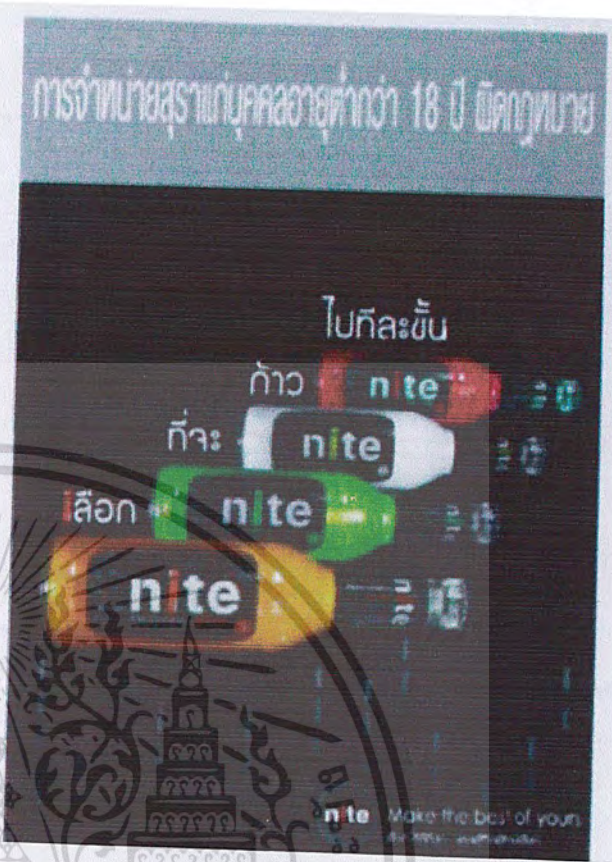 การจำหน่ายสุราแก่บุคคลอายุต่ำกว่า 18 ปี ผิดกฎหมาย
ไปทีละขั้น
ก้าว nite
ที่จะ nite
เลือก nite
nite
nite Make the best of yours